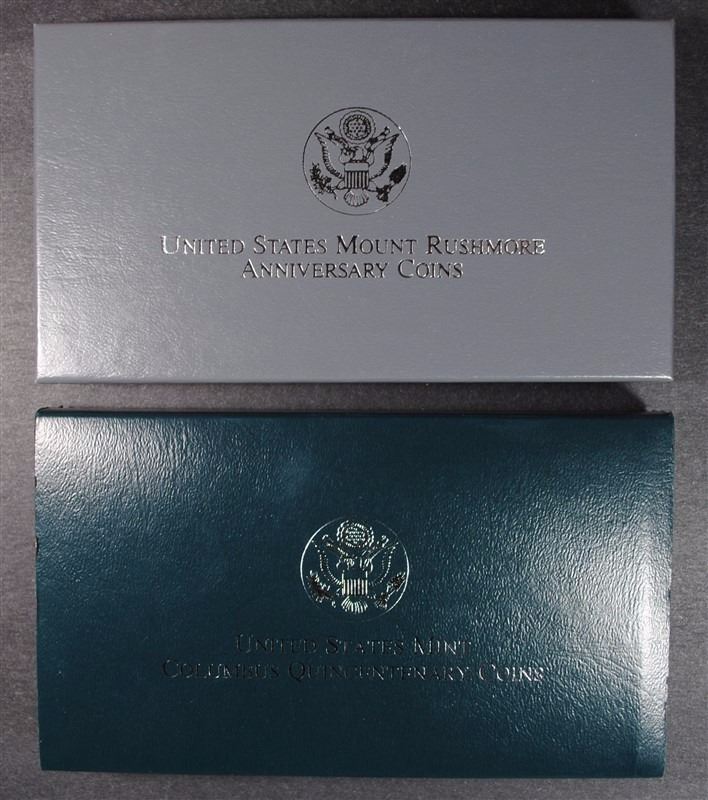 United States Mount Rushmore
Anniversary Coins
United States Mint
Columbus Quincentenary Coins